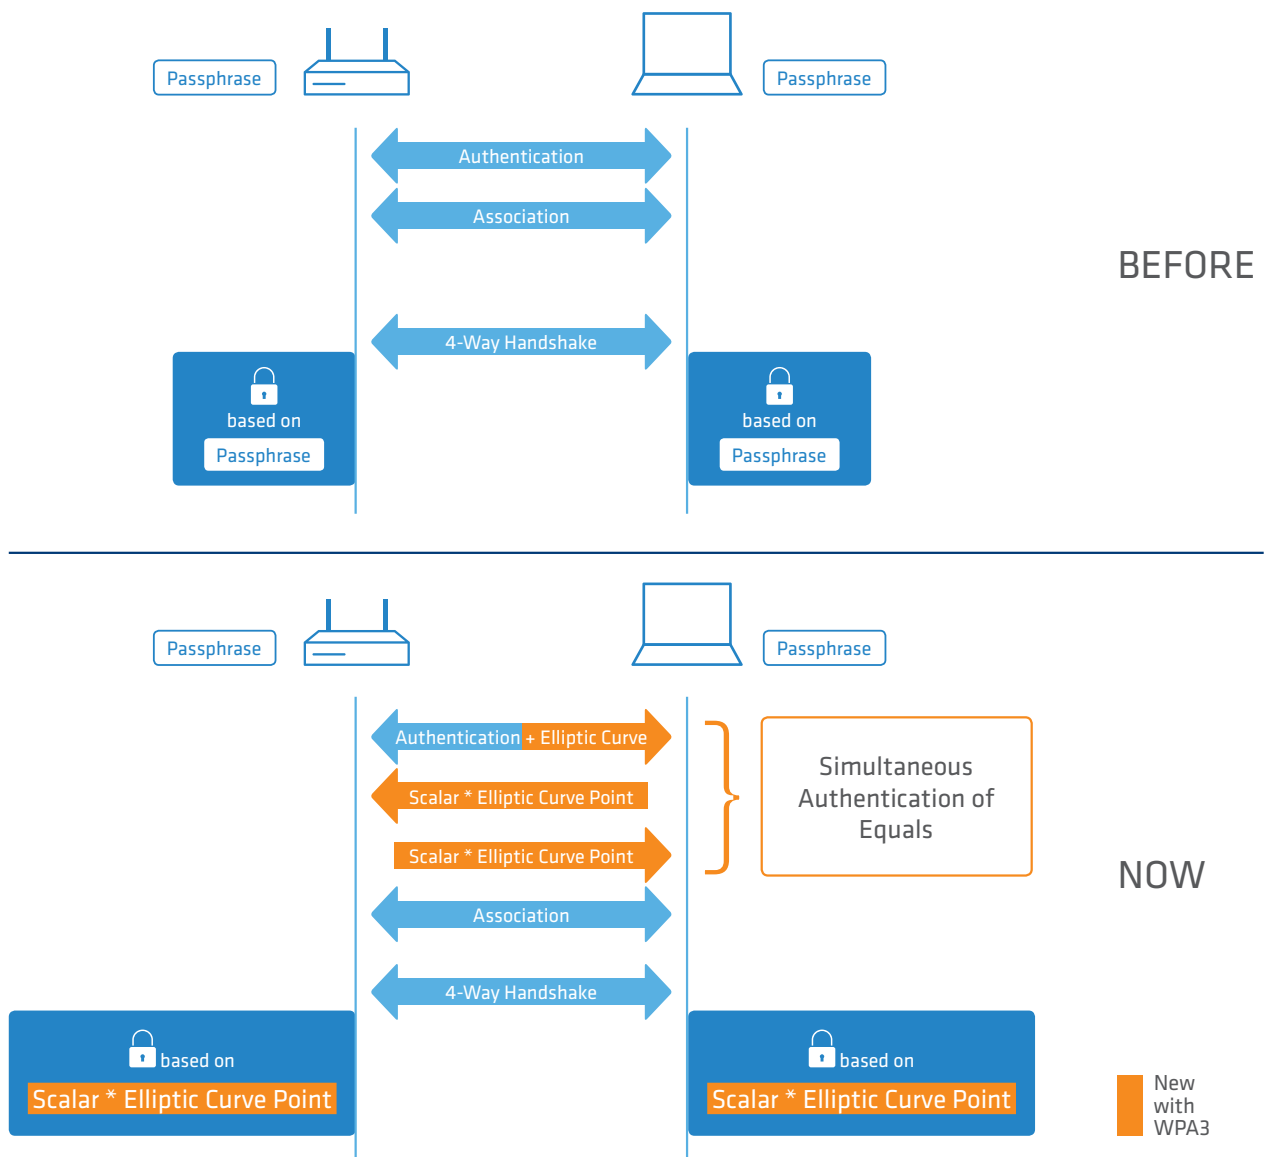 Passphrase
Passphrase
Authentication
Association
BEFORE
4-Way Handshake
based on
Passphrase
based on
Passphrase
Passphrase
Passphrase
Authentication + Elliptic Curve
Scalar * Elliptic Curve Point
Scalar * Elliptic Curve Point
Simultaneous
Authentication of
Equals
NOW
Association
4-Way Handshake
based on
Scalar * Elliptic Curve Point
based on
Scalar * Elliptic Curve Point
New
with
WPA3